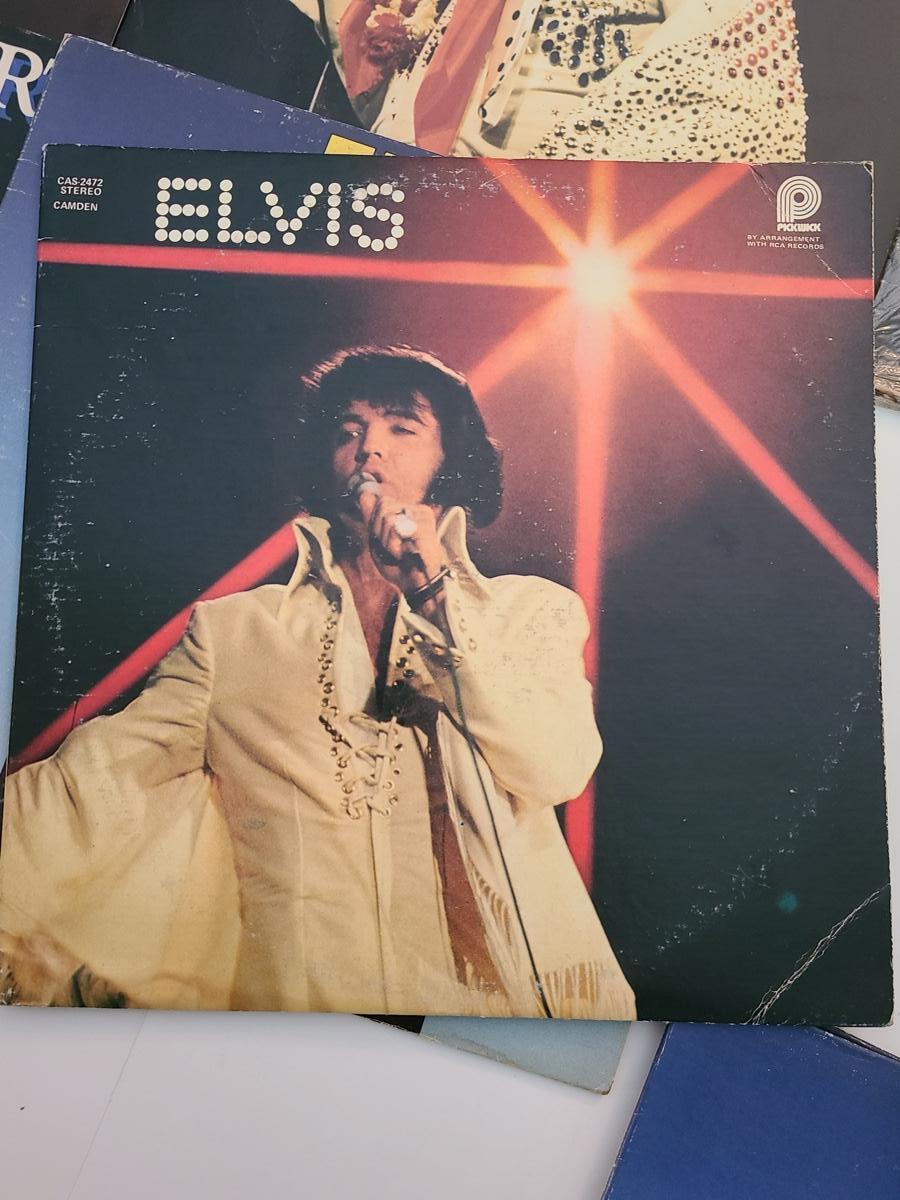 R
CAS-2472
STEREO
CAMDEN
ELVIS
PICKWICK
BY ARRANGEMENT
WITH RCA RECORDS